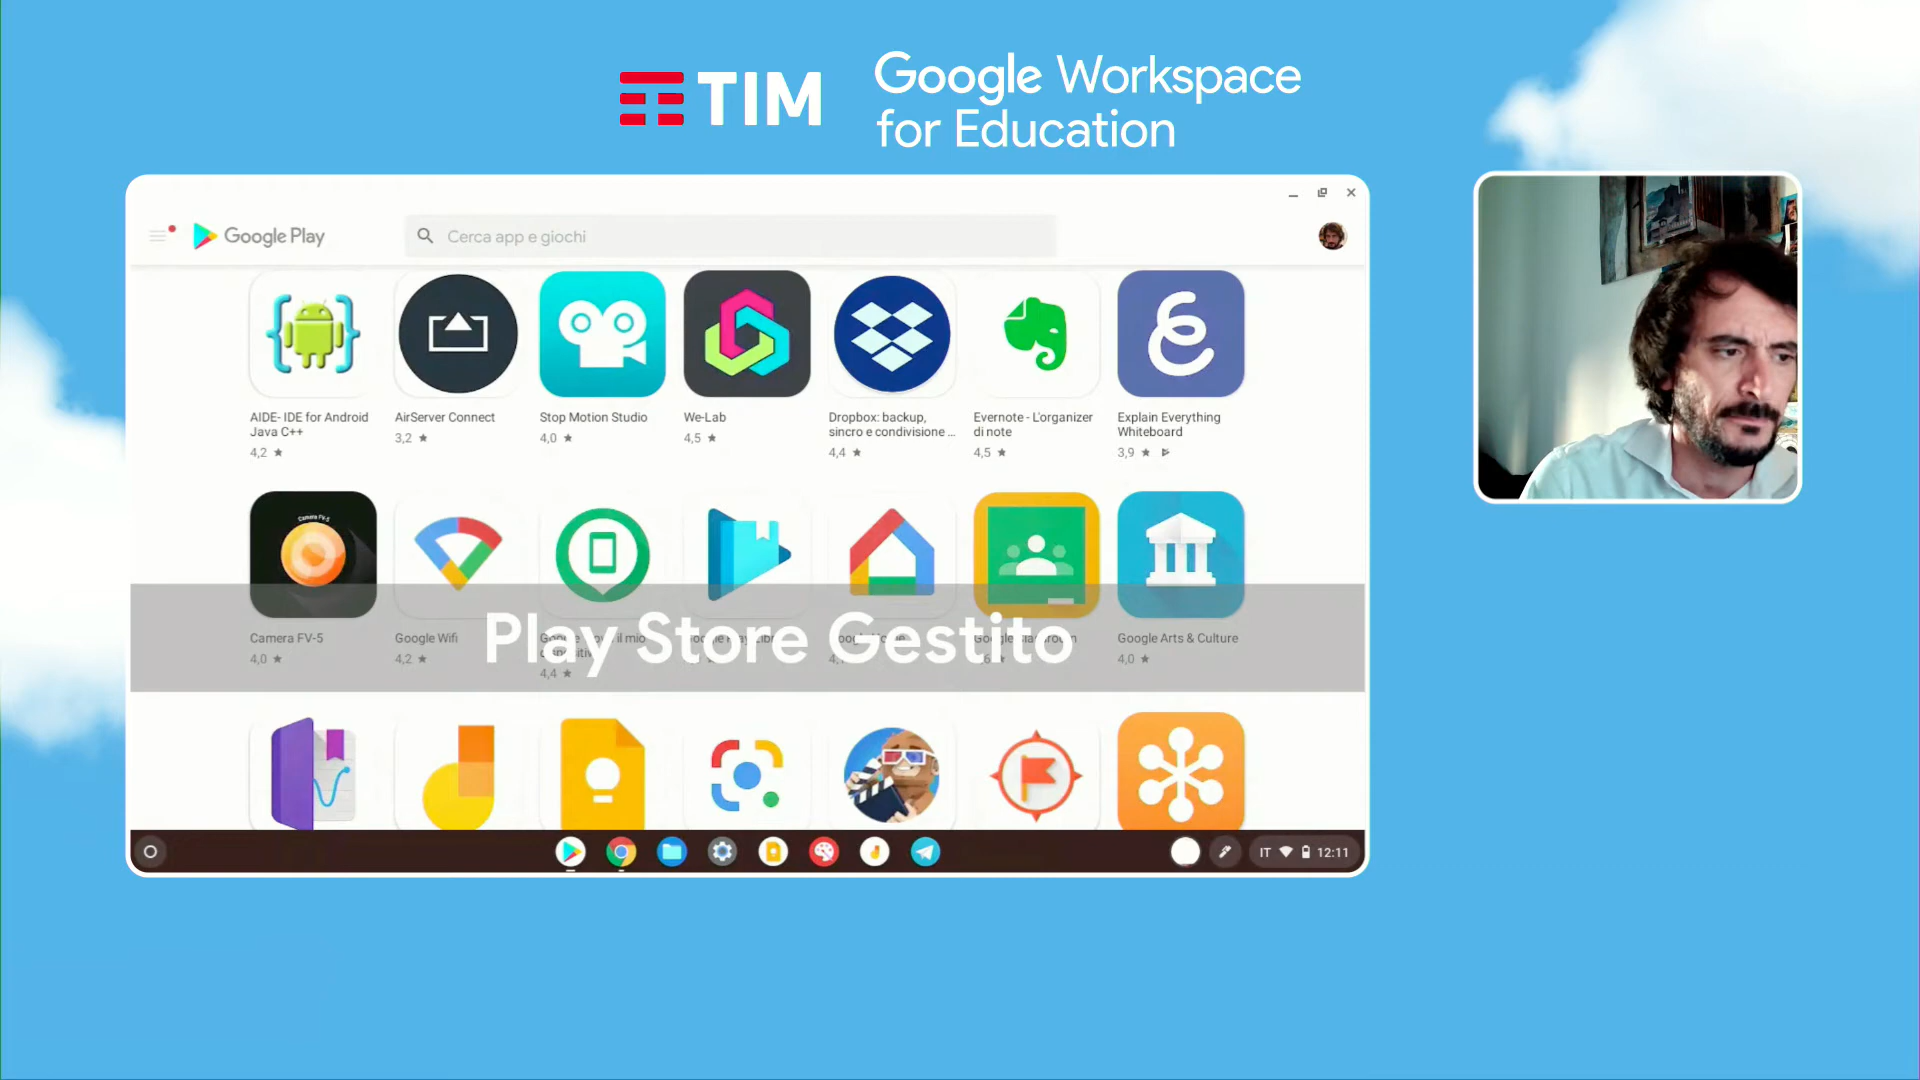 TIM
Google Workspace
for Education
Google Play
Cerca app e giochi
AIDE- IDE for Android
Java C++
4,2 ★
AirServer Connect
3,2 ★
Stop Motion Studio
4,0 ★
We-Lab
4,5 ★
Dropbox: backup,
sincro e condivisione ...
4,4 ★
Evernote - L'organizer
di note
4,5 ★
Explain Everything
Whiteboard
3,9 ★
Camera FV-5
Camera FV-5
4,0 ★
Google Wifi
4,2 ★
4,4 ★
Google Arts & Culture
4,0 ★
Play Store Gestito
IT 12:11